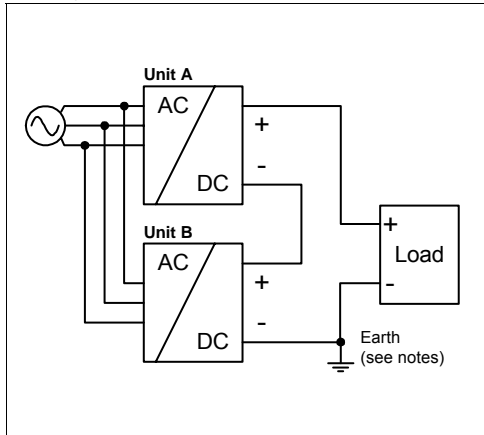 Unit A
AC
+
-
DC
Unit B
AC
+
-
DC
+
Load
-
Earth
(see notes)